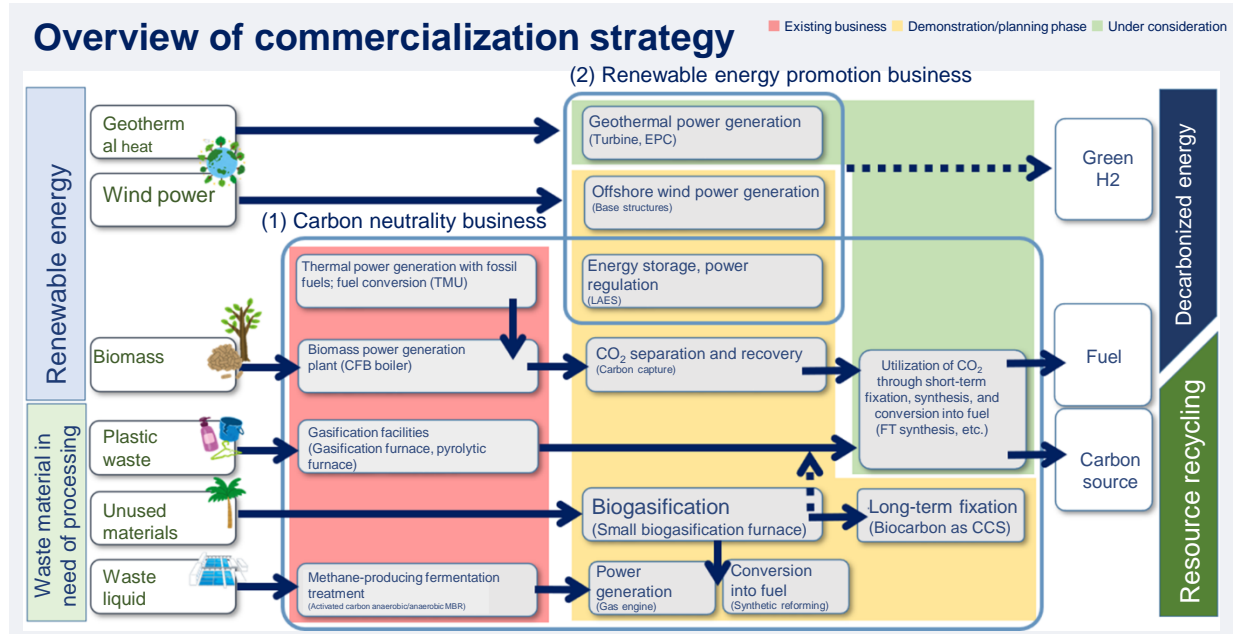 Overview of commercialization strategy
Existing business
Demonstration/planning phase
Under consideration
(2) Renewable energy promotion business
Renewable energy
Geotherm
al heat
Wind power
Geothermal power generation
(Turbine, EPC)
Offshore wind power generation
(Base structures)
Green
H2
Decarbonized energy
(1) Carbon neutrality business
Thermal power generation with fossil
fuels; fuel conversion (TMU)
Energy storage, power
regulation
(LAES)
Biomass
Biomass power generation
plant (CFB boiler)
CO2 separation and recovery
(Carbon capture)
Utilization of CO2
through short-term
fixation, synthesis, and
conversion into fuel
(FT synthesis, etc.)
Fuel
Waste material in
need of processing
Plastic
waste
Gasification facilities
(Gasification furnace, pyrolytic
furnace)
Carbon
source
Resource recycling
Unused
materials
Biogasification
(Small biogasification furnace)
Long-term fixation
(Biocarbon as CCS)
Waste
liquid
Methane-producing fermentation
treatment
(Activated carbon anaerobic/anaerobic MBR)
Power
generation
(Gas engine)
Conversion
into fuel
(Synthetic reforming)